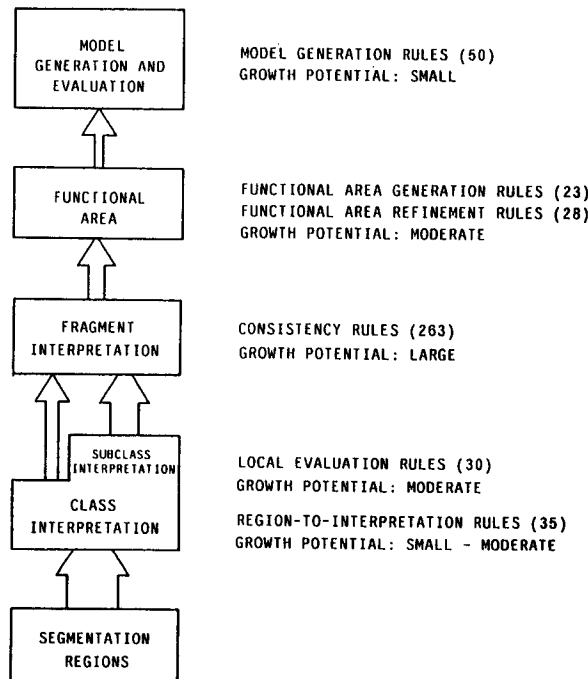 MODEL
GENERATION AND
EVALUATION
MODEL GENERATION RULES (50)
GROWTH POTENTIAL: SMALL
FUNCTIONAL
AREA
FUNCTIONAL AREA GENERATION RULES (23)
FUNCTIONAL AREA REFINEMENT RULES (28)
GROWTH POTENTIAL: MODERATE
FRAGMENT
INTERPRETATION
CONSISTENCY RULES (263)
GROWTH POTENTIAL: LARGE
SUBCLASS
INTERPRETATION
LOCAL EVALUATION RULES (30)
GROWTH POTENTIAL: MODERATE
CLASS
INTERPRETATION
REGION-TO-INTERPRETATION RULES (35)
GROWTH POTENTIAL: SMALL - MODERATE
SEGMENTATION
REGIONS